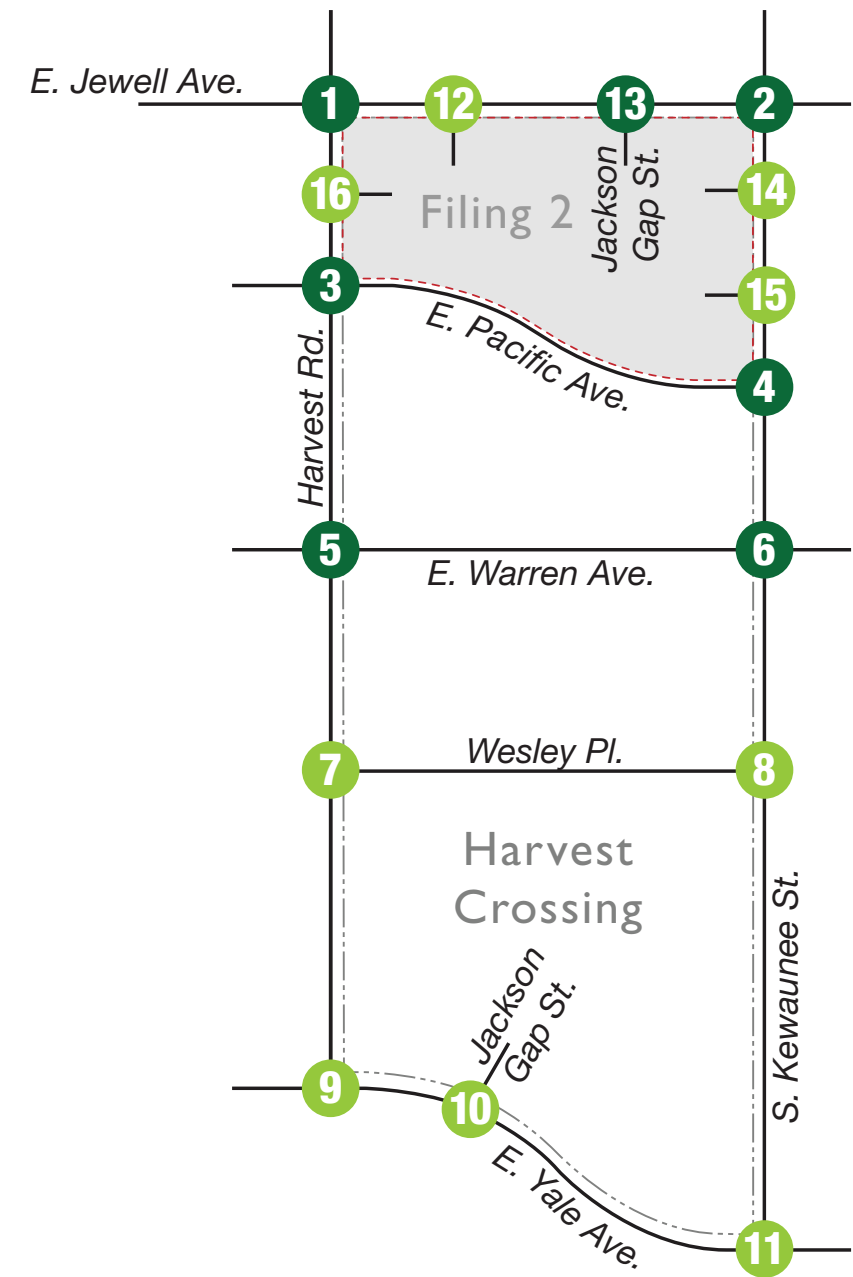 E. Jewell Ave.
1
12
13
2
16
Filing 2
Jackson
Gap St.
14
15
3
E. Pacific Ave.
4
Harvest Rd.
5
6
E. Warren Ave.
7
Wesley Pl.
8
Harvest
Crossing
S. Kewaunee St.
Jackson
Gap St.
9
10
E. Yale Ave.
11